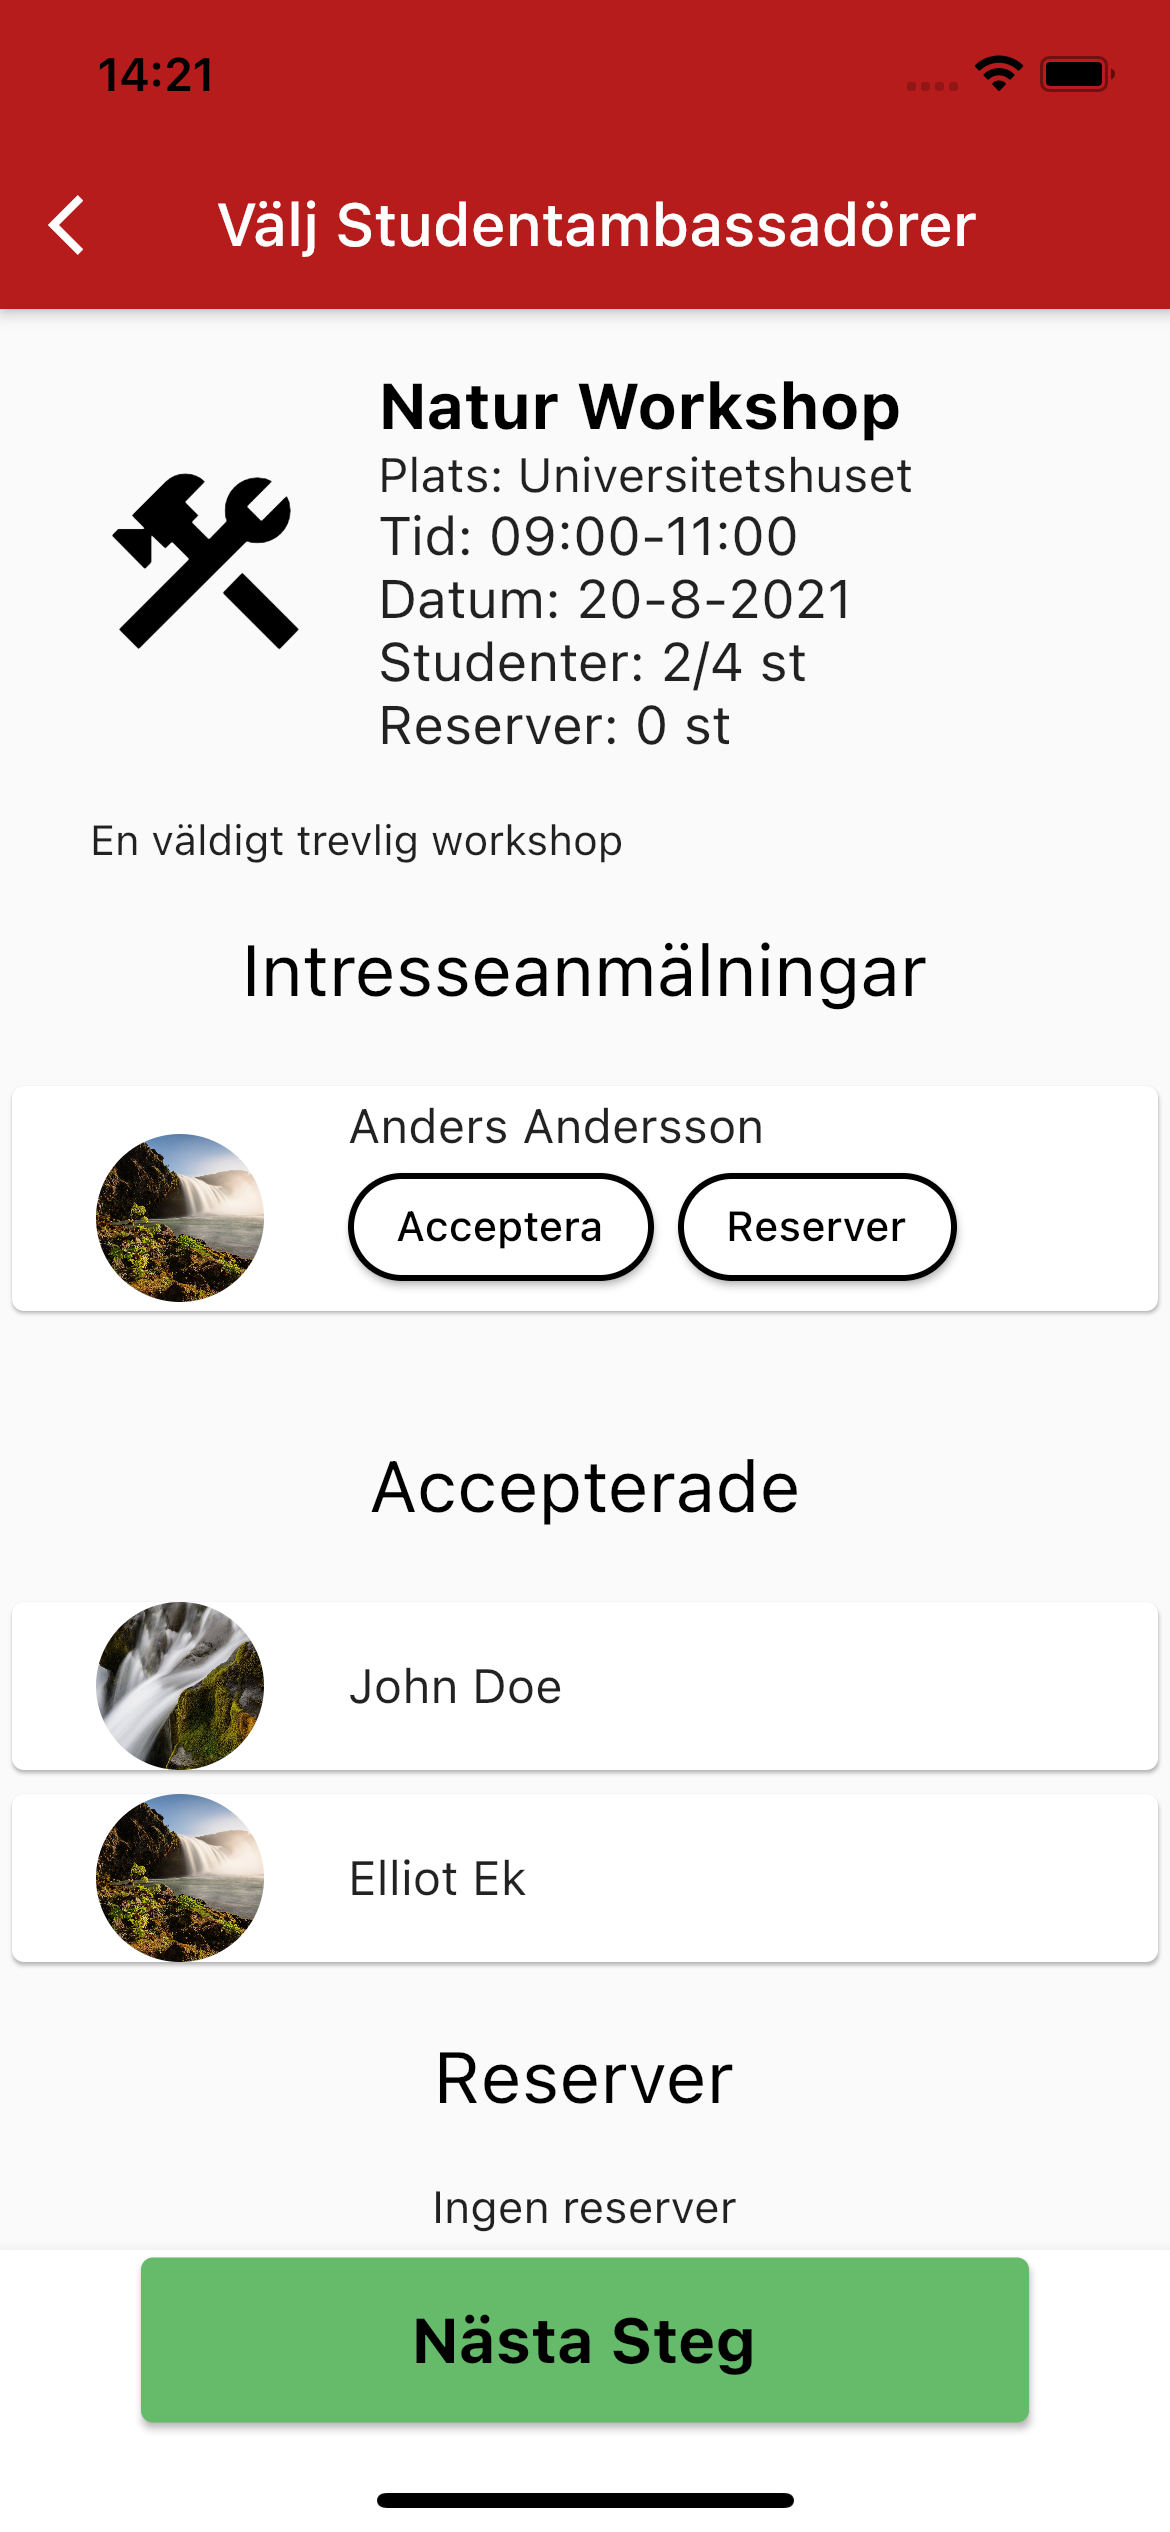 14:21
Välj Studentambassadörer
Natur Workshop
Plats: Universitetshuset
Tid: 09:00-11:00
Datum: 20-8-2021
Studenter: 2/4 st
Reserver: 0 st
En väldigt trevlig workshop
Intresseanmälningar
Anders Andersson
Acceptera Reserver
Accepterade
John Doe
Elliot Ek
Reserver
Ingen reserver
Nästa Steg